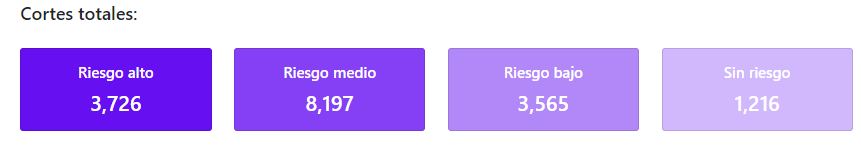 Cortes totales:
Riesgo alto
3,726
Riesgo medio
8,197
Riesgo bajo
3,565
Sin riesgo
1,216